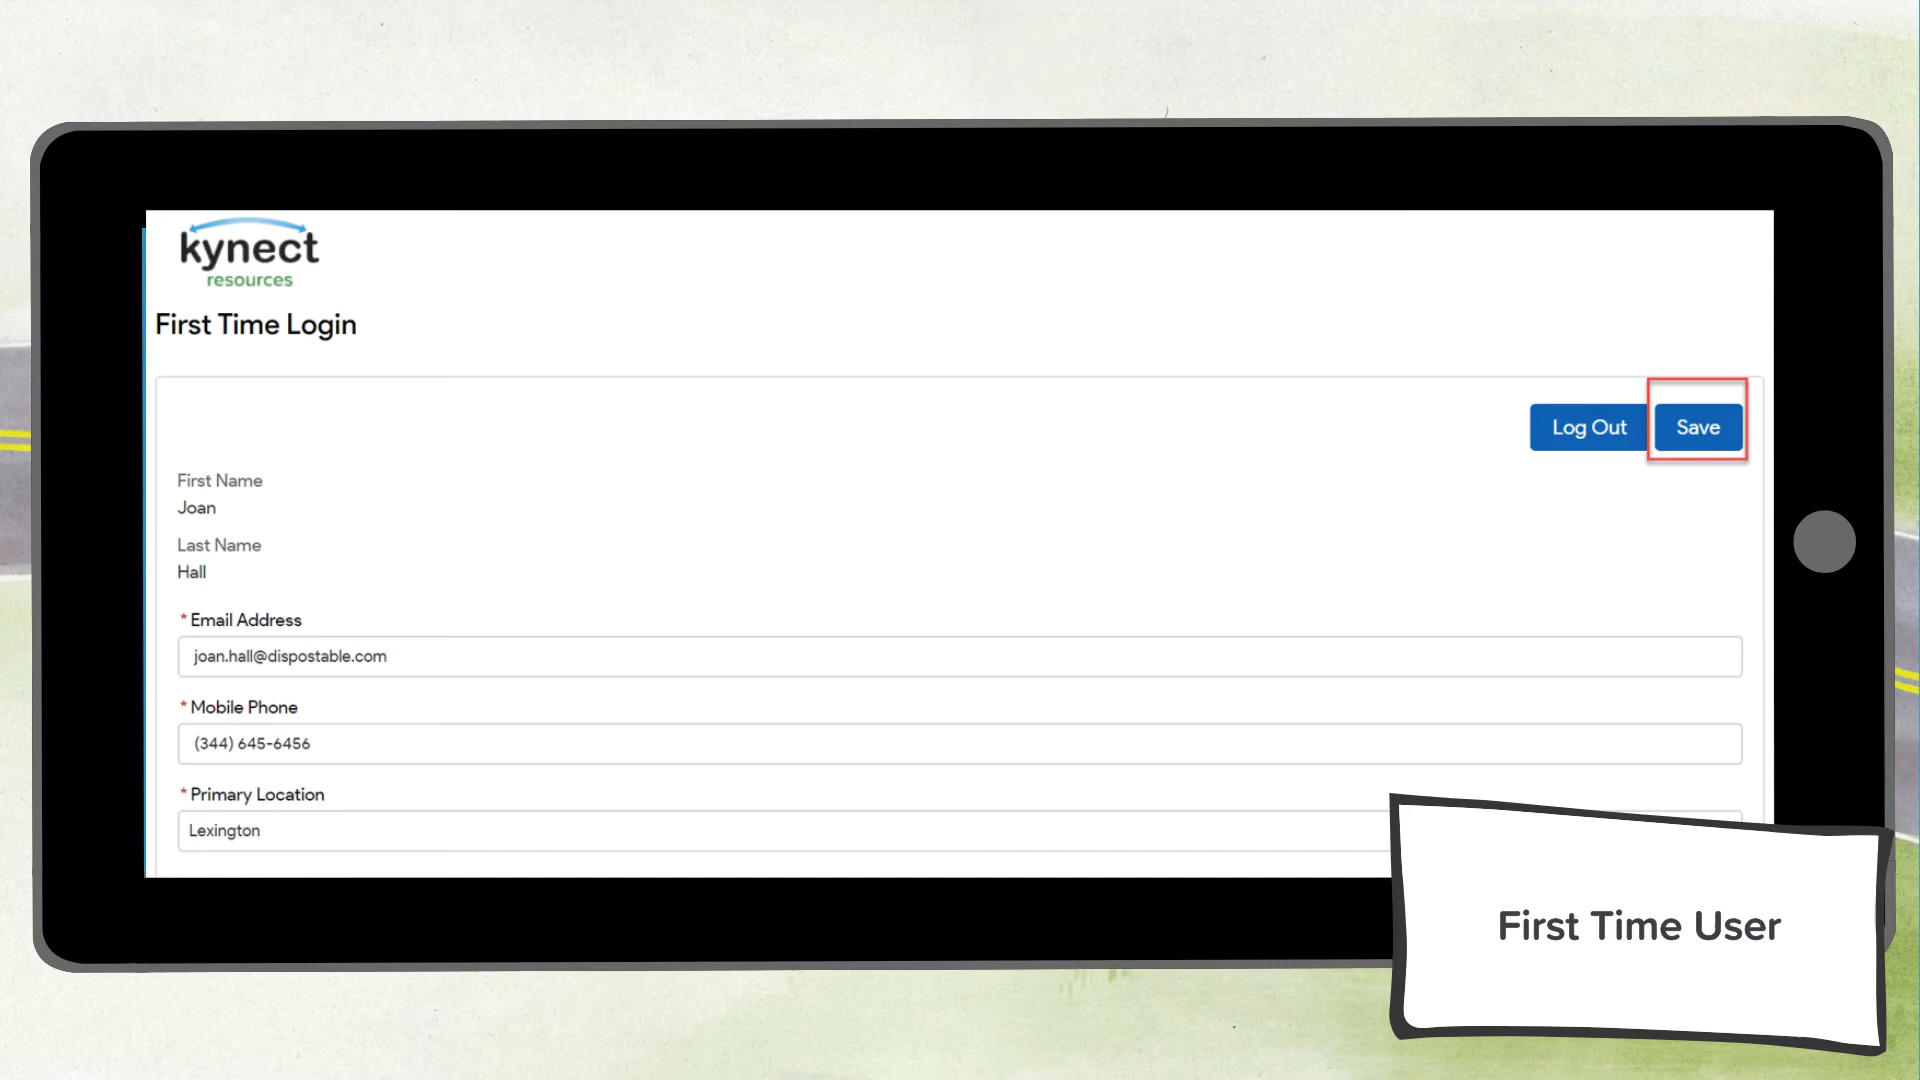 kynect
resources
First Time Login
Log Out
Save
First Name
Joan
Last Name
Hall
* Email Address
joan.hall@dispostable.com
* Mobile Phone
(344) 645-6456
* Primary Location
Lexington
First Time User